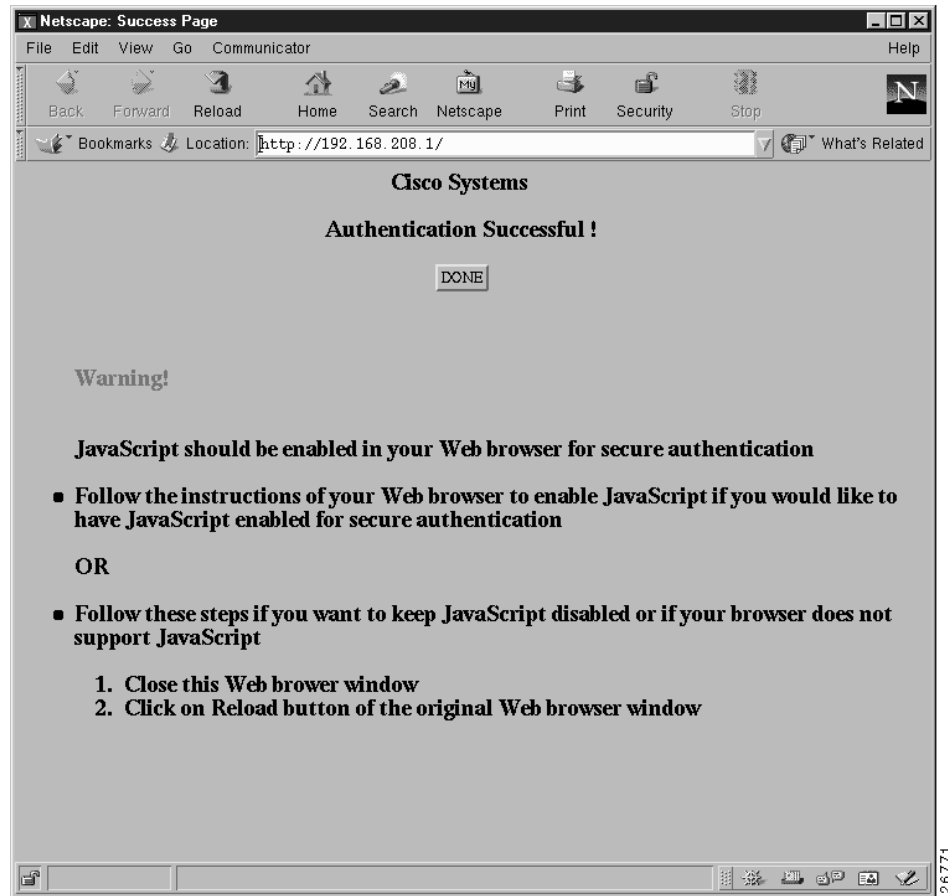 Netscape: Success Page
File Edit View Go Communicator Help
My
N
Back Forward Reload Home Search Netscape Print Security Stop
Bookmarks Location: http://192.168.208.1/ What's Related
Cisco Systems
Authentication Successful !
DONE
Warning!
JavaScript should be enabled in your Web browser for secure authentication
Follow the instructions of your Web browser to enable JavaScript if you would like to
have JavaScript enabled for secure authentication
OR
Follow these steps if you want to keep JavaScript disabled or if your browser does not
support JavaScript
1. Close this Web brower window
2. Click on Reload button of the original Web browser window
26771